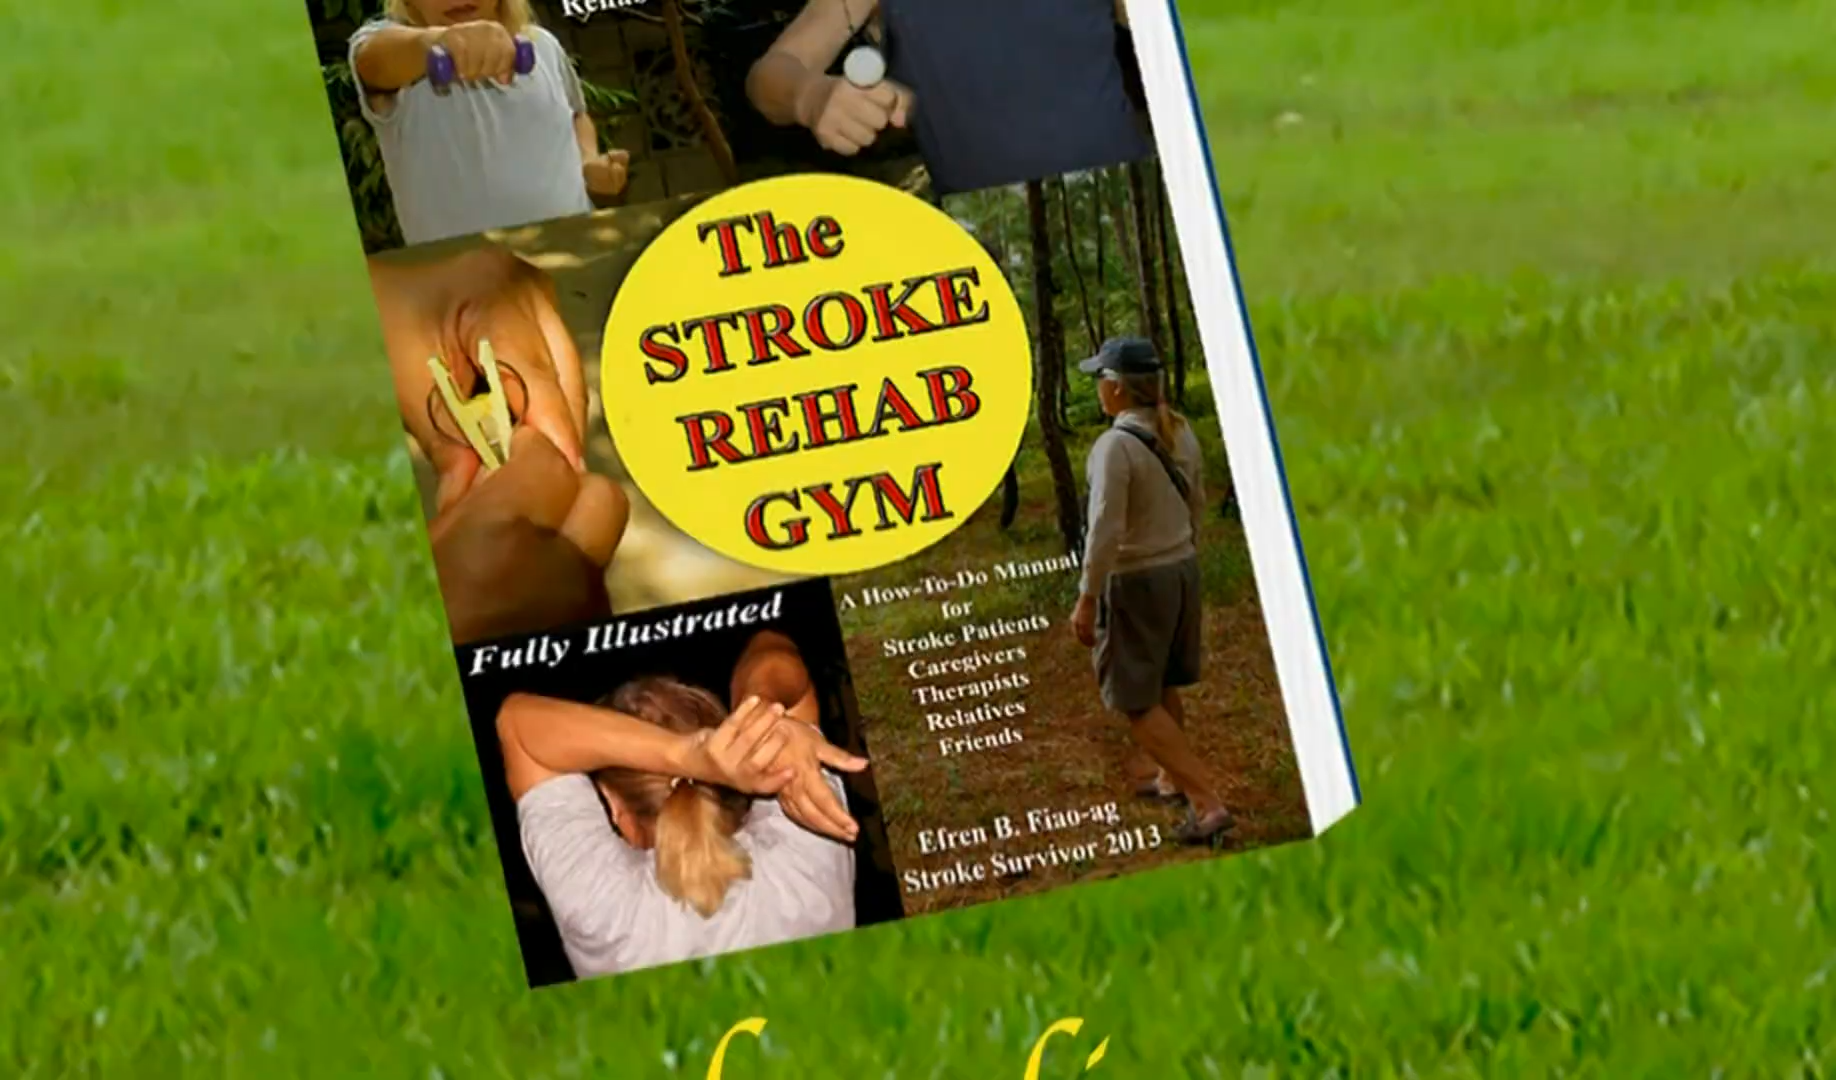 The
STROKE
REHAB
GYM
Fully Illustrated
A How-To-Do Manual
for
Stroke Patients
Caregivers
Therapists
Relatives
Friends
Efren B. Fiao-ag
Stroke Survivor 2013